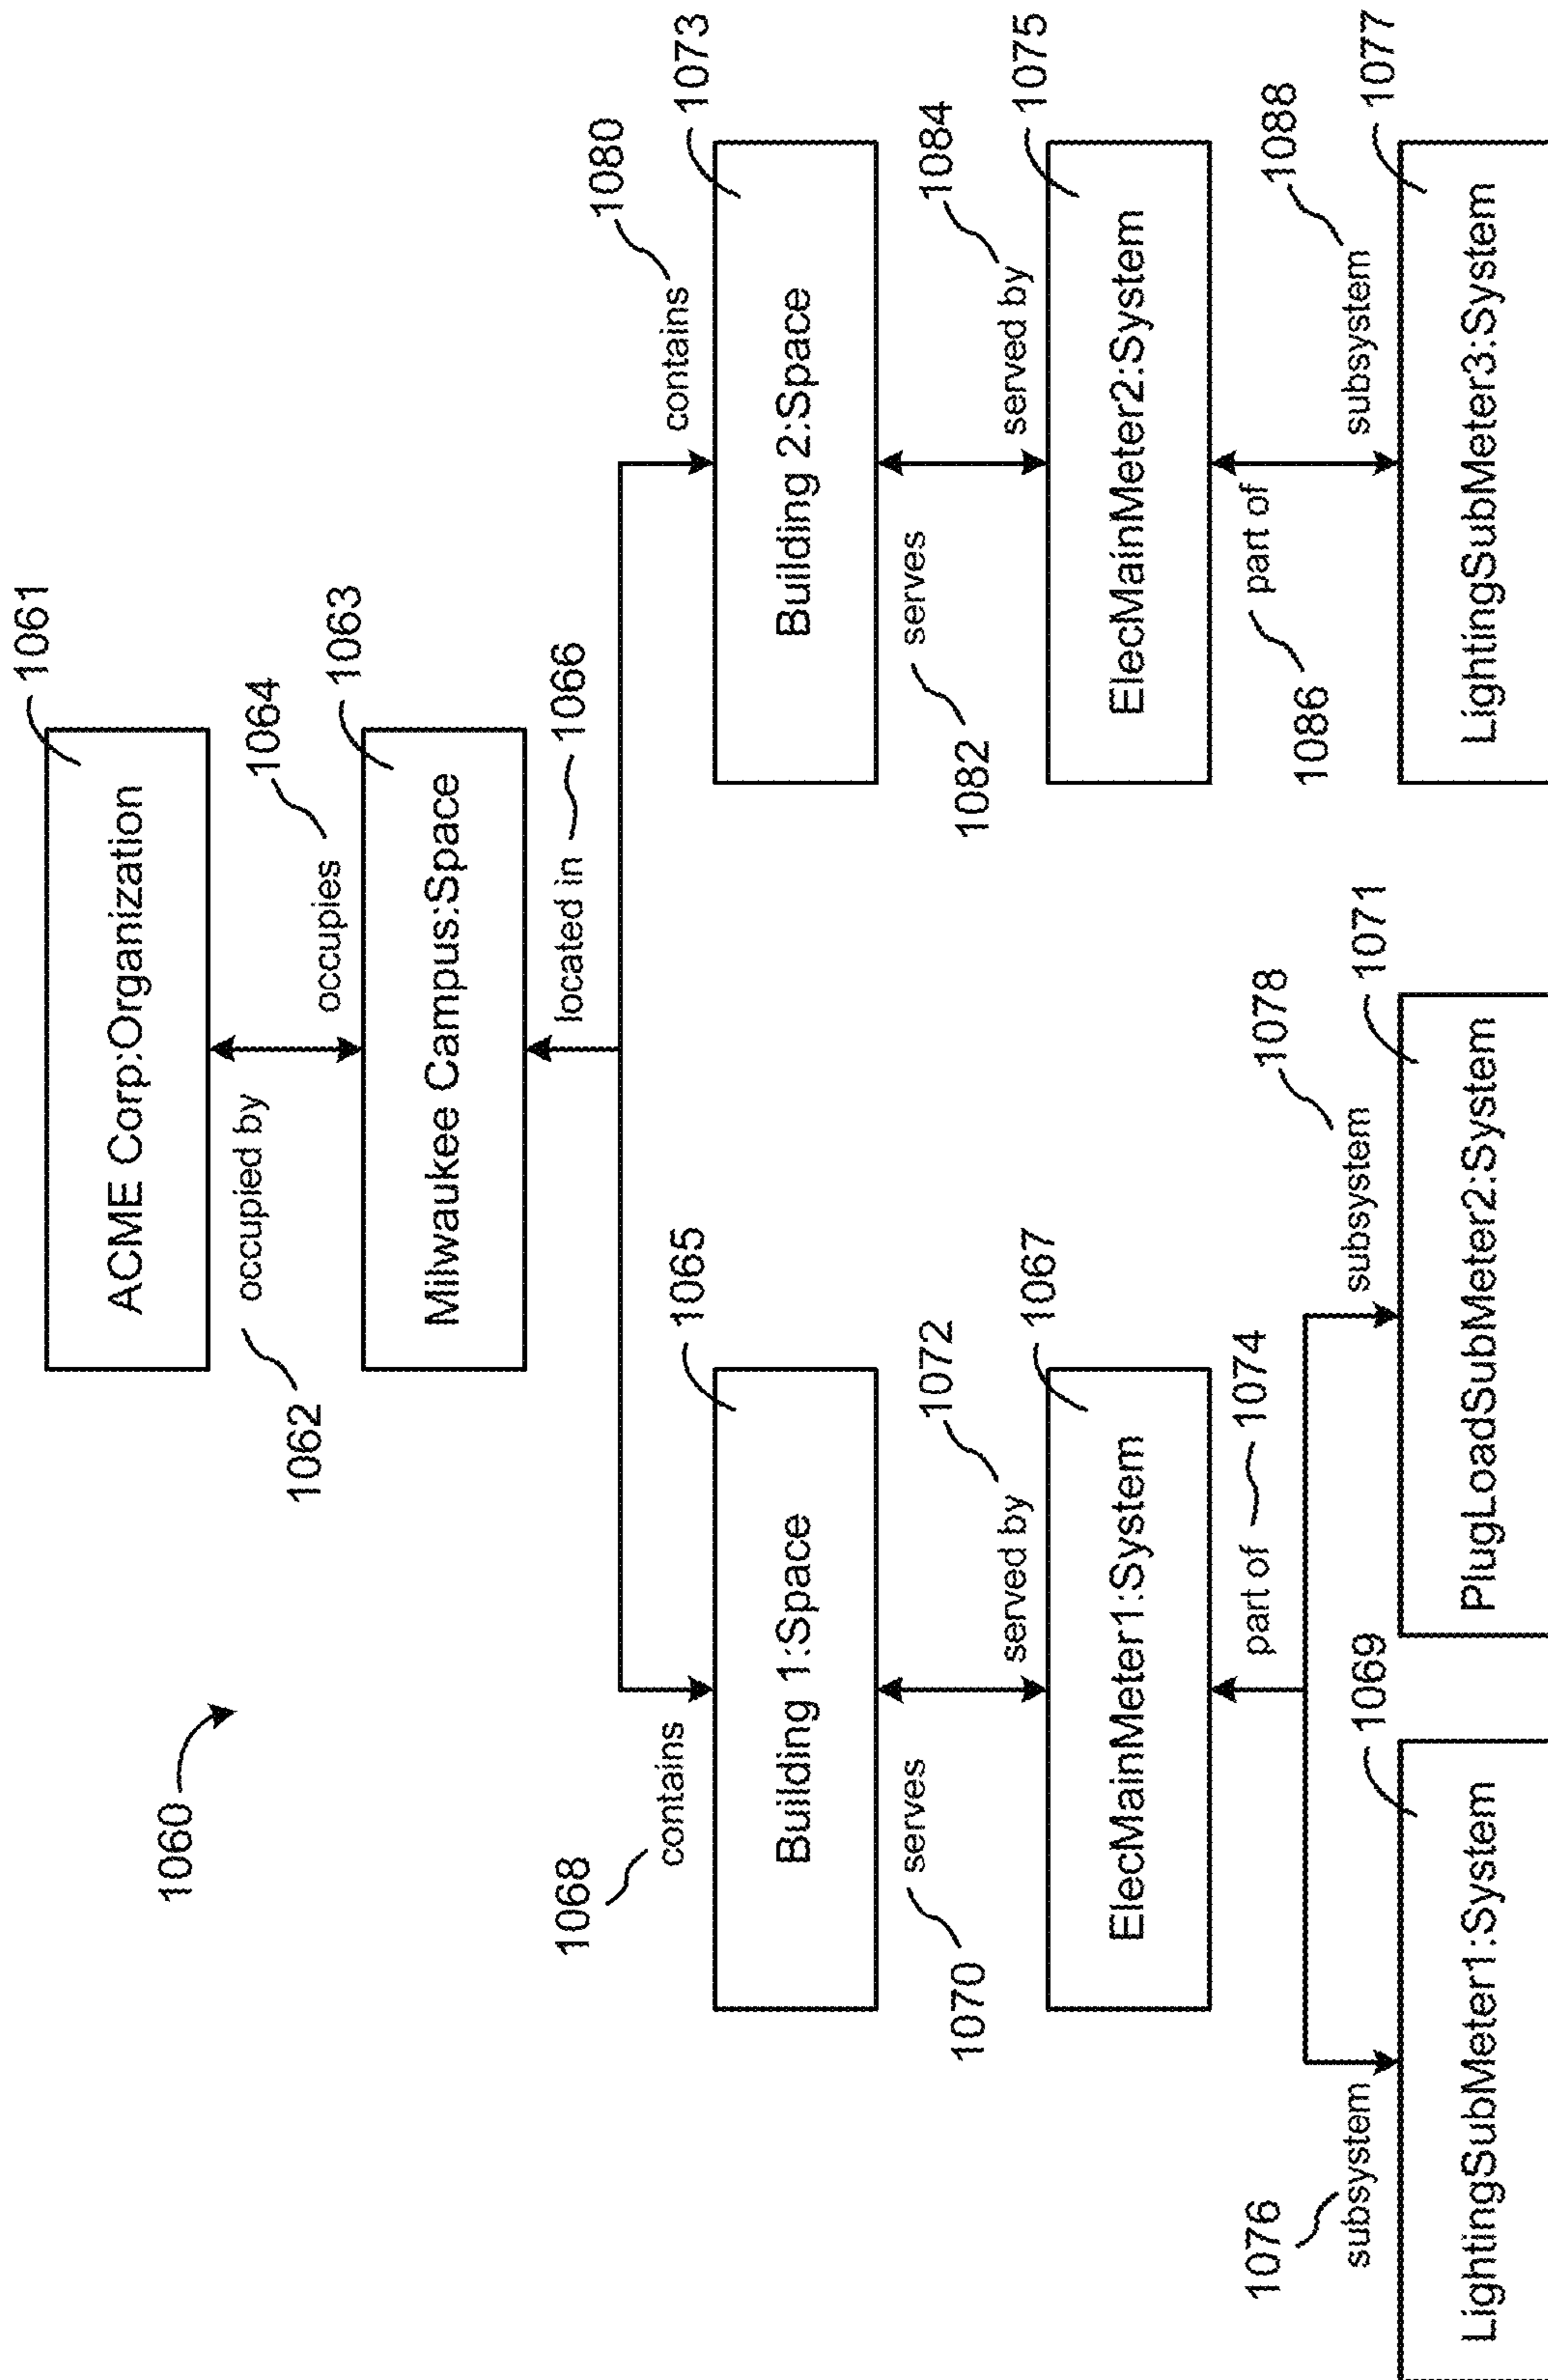 1060
ACME Corp:Organization
1061
1062
occupied by
occupies
1064
Milwaukee Campus:Space
1063
located in
1066
1068
contains
contains
1080
Building 1:Space
1065
Building 2:Space
1073
1070
serves
served by
1072
1082
serves
served by
1084
ElecMainMeter1:System
1067
ElecMainMeter2:System
1075
part of
1074
1086
part of
1076
subsystem
subsystem
1078
subsystem
1088
LightingSubMeter1:System
1069
PlugLoadSubMeter2:System
1071
LightingSubMeter3:System
1077